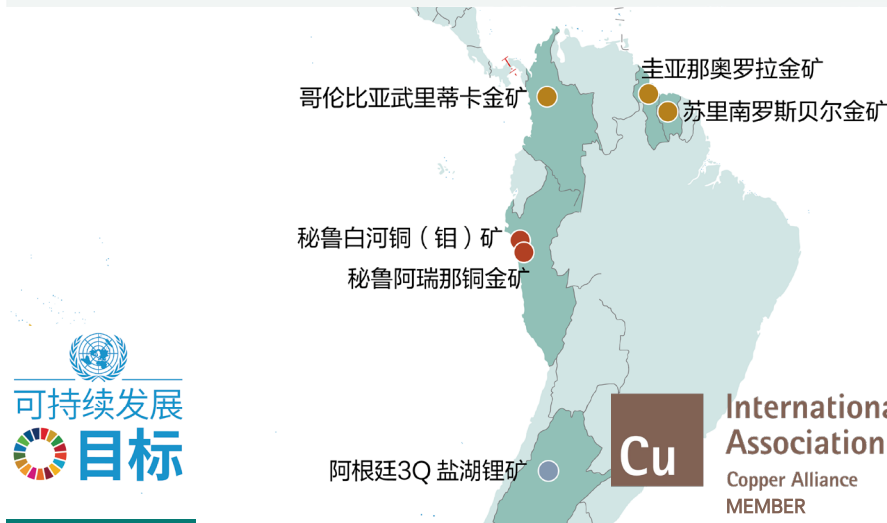 圭亚那奥罗拉金矿
哥伦比亚武里蒂卡金矿
苏里南罗斯贝尔金矿
秘鲁白河铜（钼）矿
秘鲁阿瑞那铜金矿
可持续发展
目标
阿根廷3Q 盐湖锂矿
Cu
Internationa
Association
Copper Alliance
MEMBER